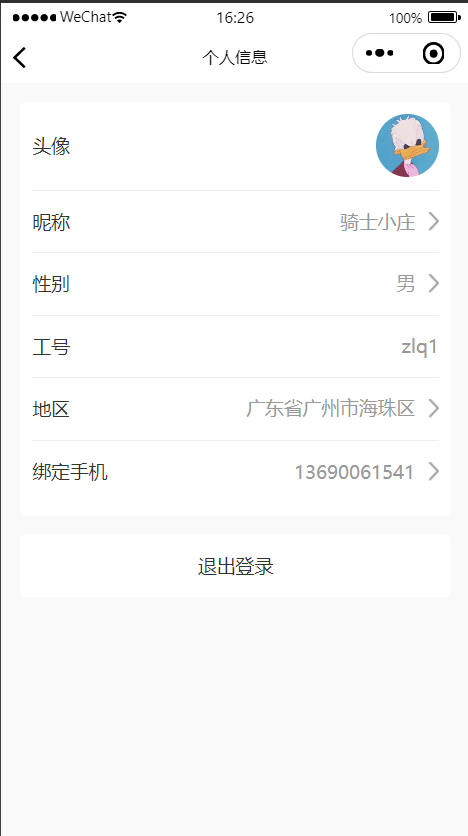 WeChat 16:26 100%
个人信息
头像
昵称 骑士小庄
性别 男
工号 zlq1
地区 广东省广州市海珠区
绑定手机 13690061541
退出登录